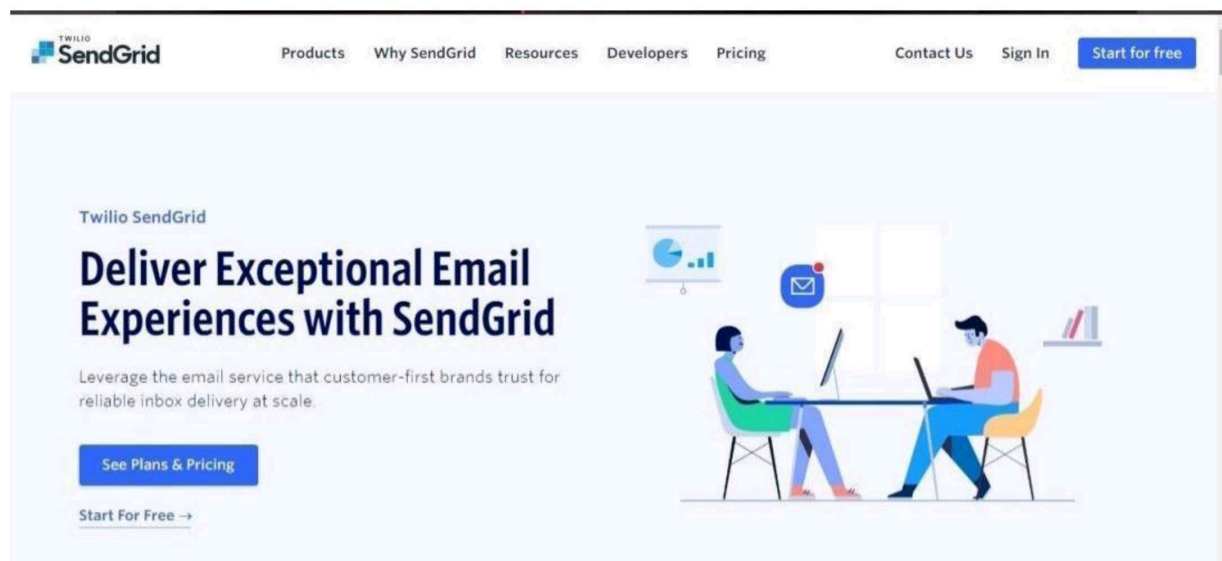 TWILIO
SendGrid
Products Why SendGrid Resources Developers Pricing Contact Us Sign In Start for free
Twilio SendGrid
Deliver Exceptional Email
Experiences with SendGrid
Leverage the email service that customer-first brands trust for
reliable inbox delivery at scale.
See Plans & Pricing
Start For Free →